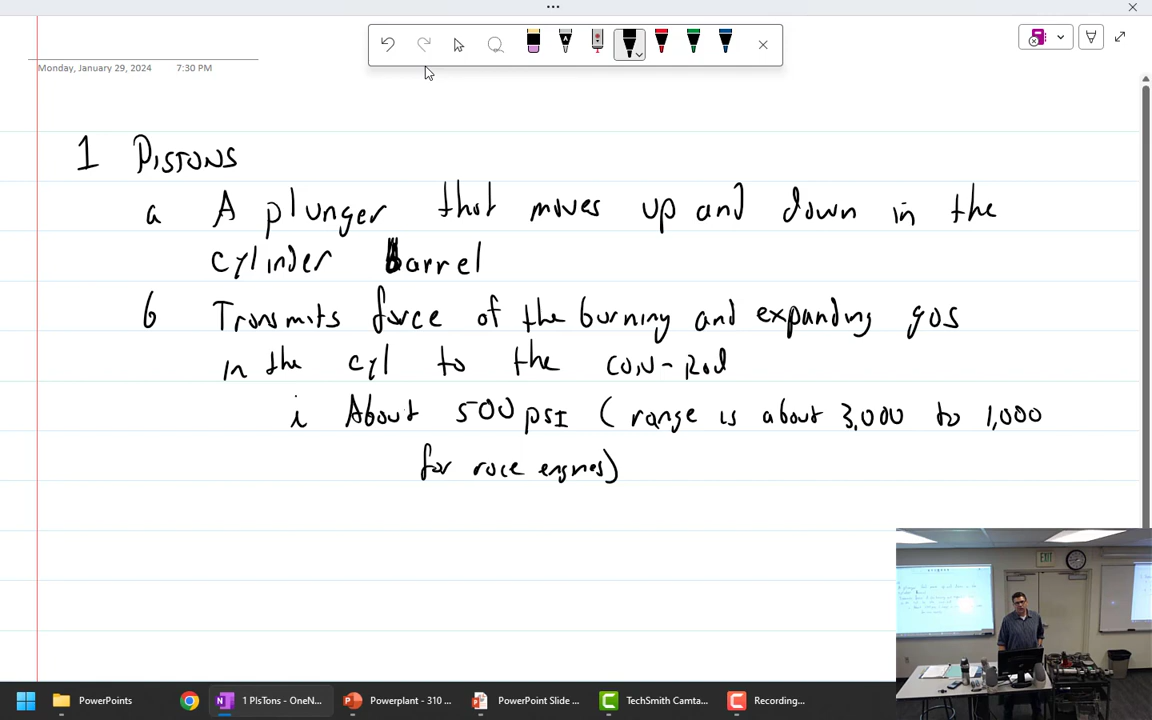 Monday, January 29, 2024 7:30 PM
1 PISTONS
a A plunger that moves up and down in the
cylinder barrel
b Transmits force of the burning and expanding gas
in the cyl to the CON-Rod
i About 500 PSI (range is about 3,000 to 1,000
for race engines)
EXIT
PowerPoints
1 PIsTons - OneN...
Powerplant - 310 ...
PowerPoint Slide ...
TechSmith Camta...
Recording...